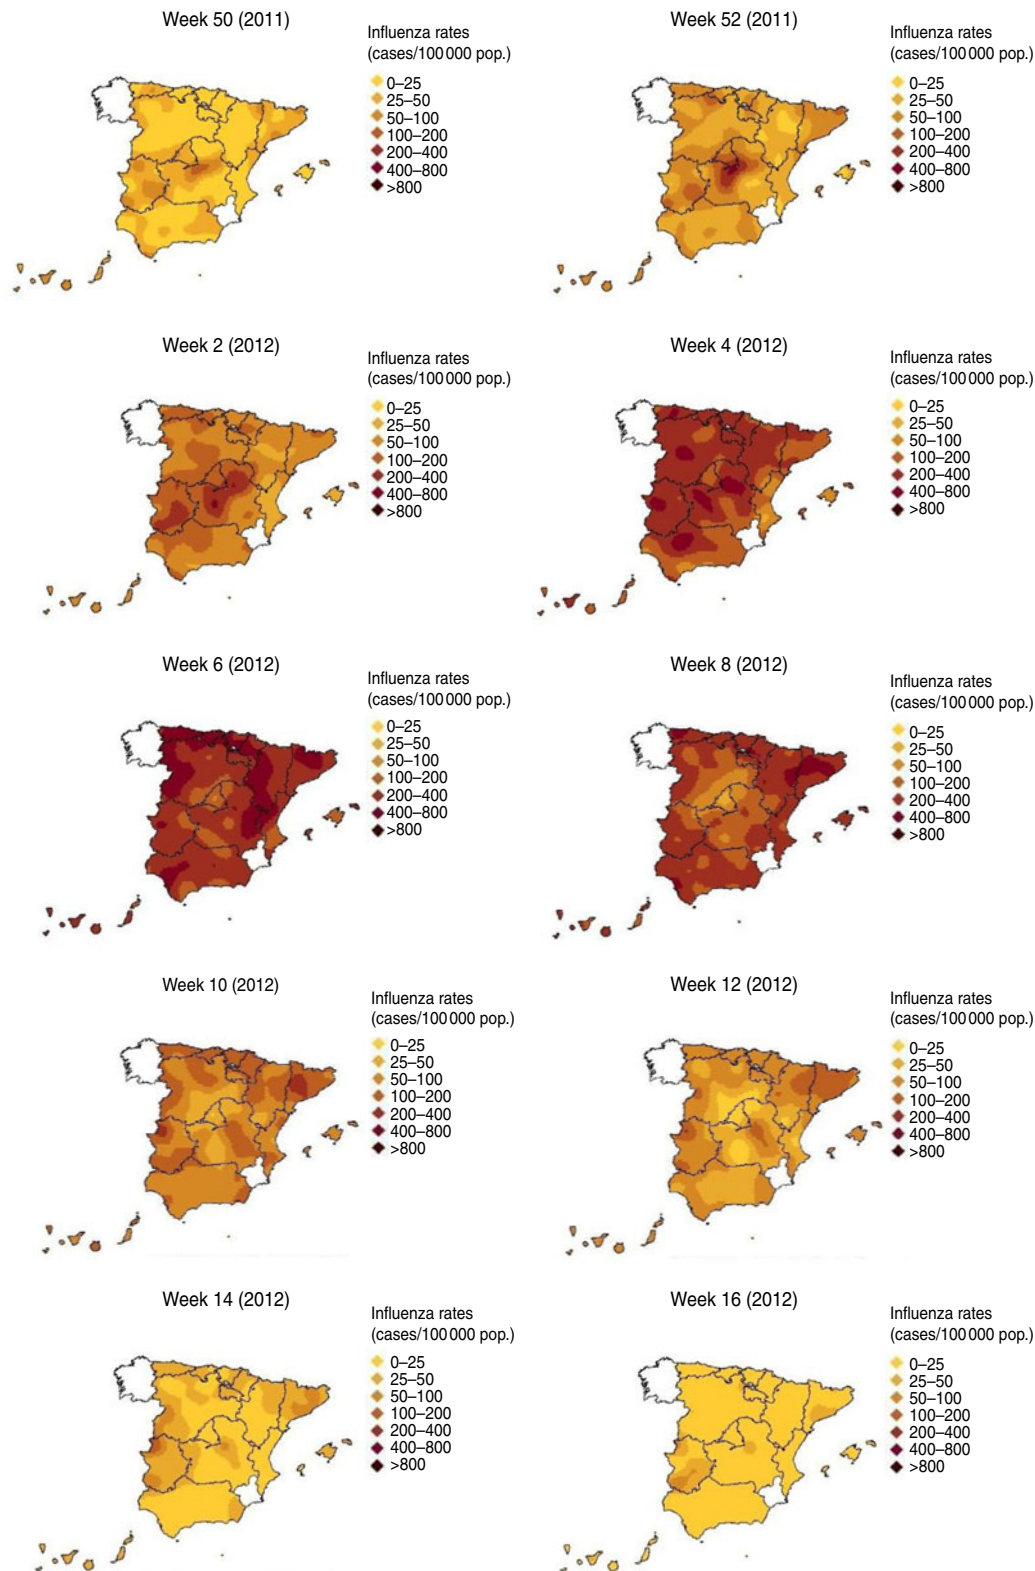 Week 50 (2011)
Influenza rates
(cases/100 000 pop.)
0–25
25–50
50–100
100–200
200–400
400–800
>800
Week 52 (2011)
Influenza rates
(cases/100 000 pop.)
0–25
25–50
50–100
100–200
200–400
400–800
>800
Week 2 (2012)
Influenza rates
(cases/100 000 pop.)
0–25
25–50
50–100
100–200
200–400
400–800
>800
Week 4 (2012)
Influenza rates
(cases/100 000 pop.)
0–25
25–50
50–100
100–200
200–400
400–800
>800
Week 6 (2012)
Influenza rates
(cases/100 000 pop.)
0–25
25–50
50–100
100–200
200–400
400–800
>800
Week 8 (2012)
Influenza rates
(cases/100 000 pop.)
0–25
25–50
50–100
100–200
200–400
400–800
>800
Week 10 (2012)
Influenza rates
(cases/100 000 pop.)
0–25
25–50
50–100
100–200
200–400
400–800
>800
Week 12 (2012)
Influenza rates
(cases/100 000 pop.)
0–25
25–50
50–100
100–200
200–400
400–800
>800
Week 14 (2012)
Influenza rates
(cases/100 000 pop.)
0–25
25–50
50–100
100–200
200–400
400–800
>800
Week 16 (2012)
Influenza rates
(cases/100 000 pop.)
0–25
25–50
50–100
100–200
200–400
400–800
>800